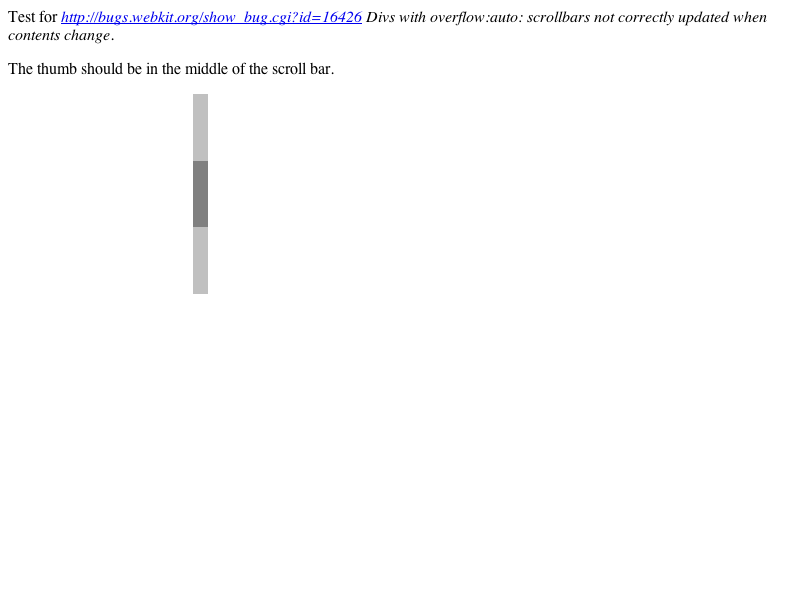 Test for http://bugs.webkit.org/show_bug.cgi?id=16426 Divs with overflow:auto: scrollbars not correctly updated when
contents change.
The thumb should be in the middle of the scroll bar.